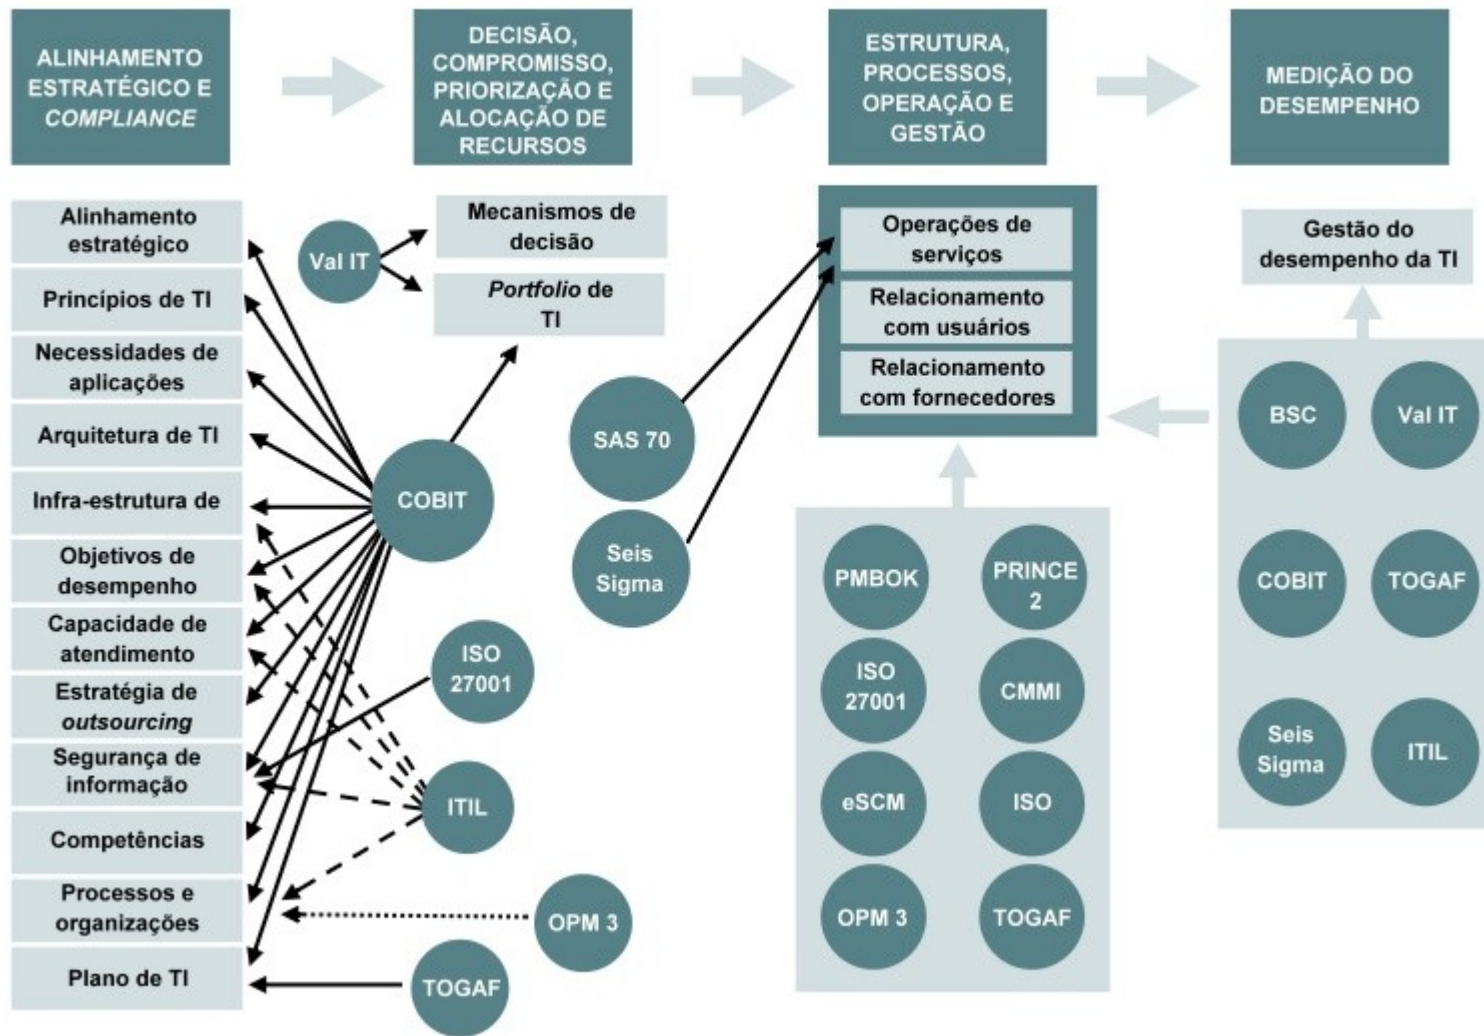 ALINHAMENTO
ESTRATÉGICO E
COMPLIANCE
DECISÃO,
COMPROMISSO,
PRIORIZAÇÃO E
ALOCAÇÃO DE
RECURSOS
ESTRUTURA,
PROCESSOS,
OPERAÇÃO E
GESTÃO
MEDIÇÃO DO
DESEMPENHO
Alinhamento
estratégico
Princípios de TI
Necessidades de
aplicações
Arquitetura de TI
Infra-estrutura de
Objetivos de
desempenho
Capacidade de
atendimento
Estratégia de
outsourcing
Segurança de
informação
Competências
Processos e
organizações
Plano de TI
Val IT
Mecanismos de
decisão
Portfolio de
TI
COBIT
ISO
27001
ITIL
OPM 3
TOGAF
SAS 70
Seis
Sigma
Operações de
serviços
Relacionamento
com usuários
Relacionamento
com fornecedores
PMBOK
PRINCE
2
ISO
27001
CMMI
eSCM
ISO
OPM 3
TOGAF
Gestão do
desempenho da TI
BSC
Val IT
COBIT
TOGAF
Seis
Sigma
ITIL